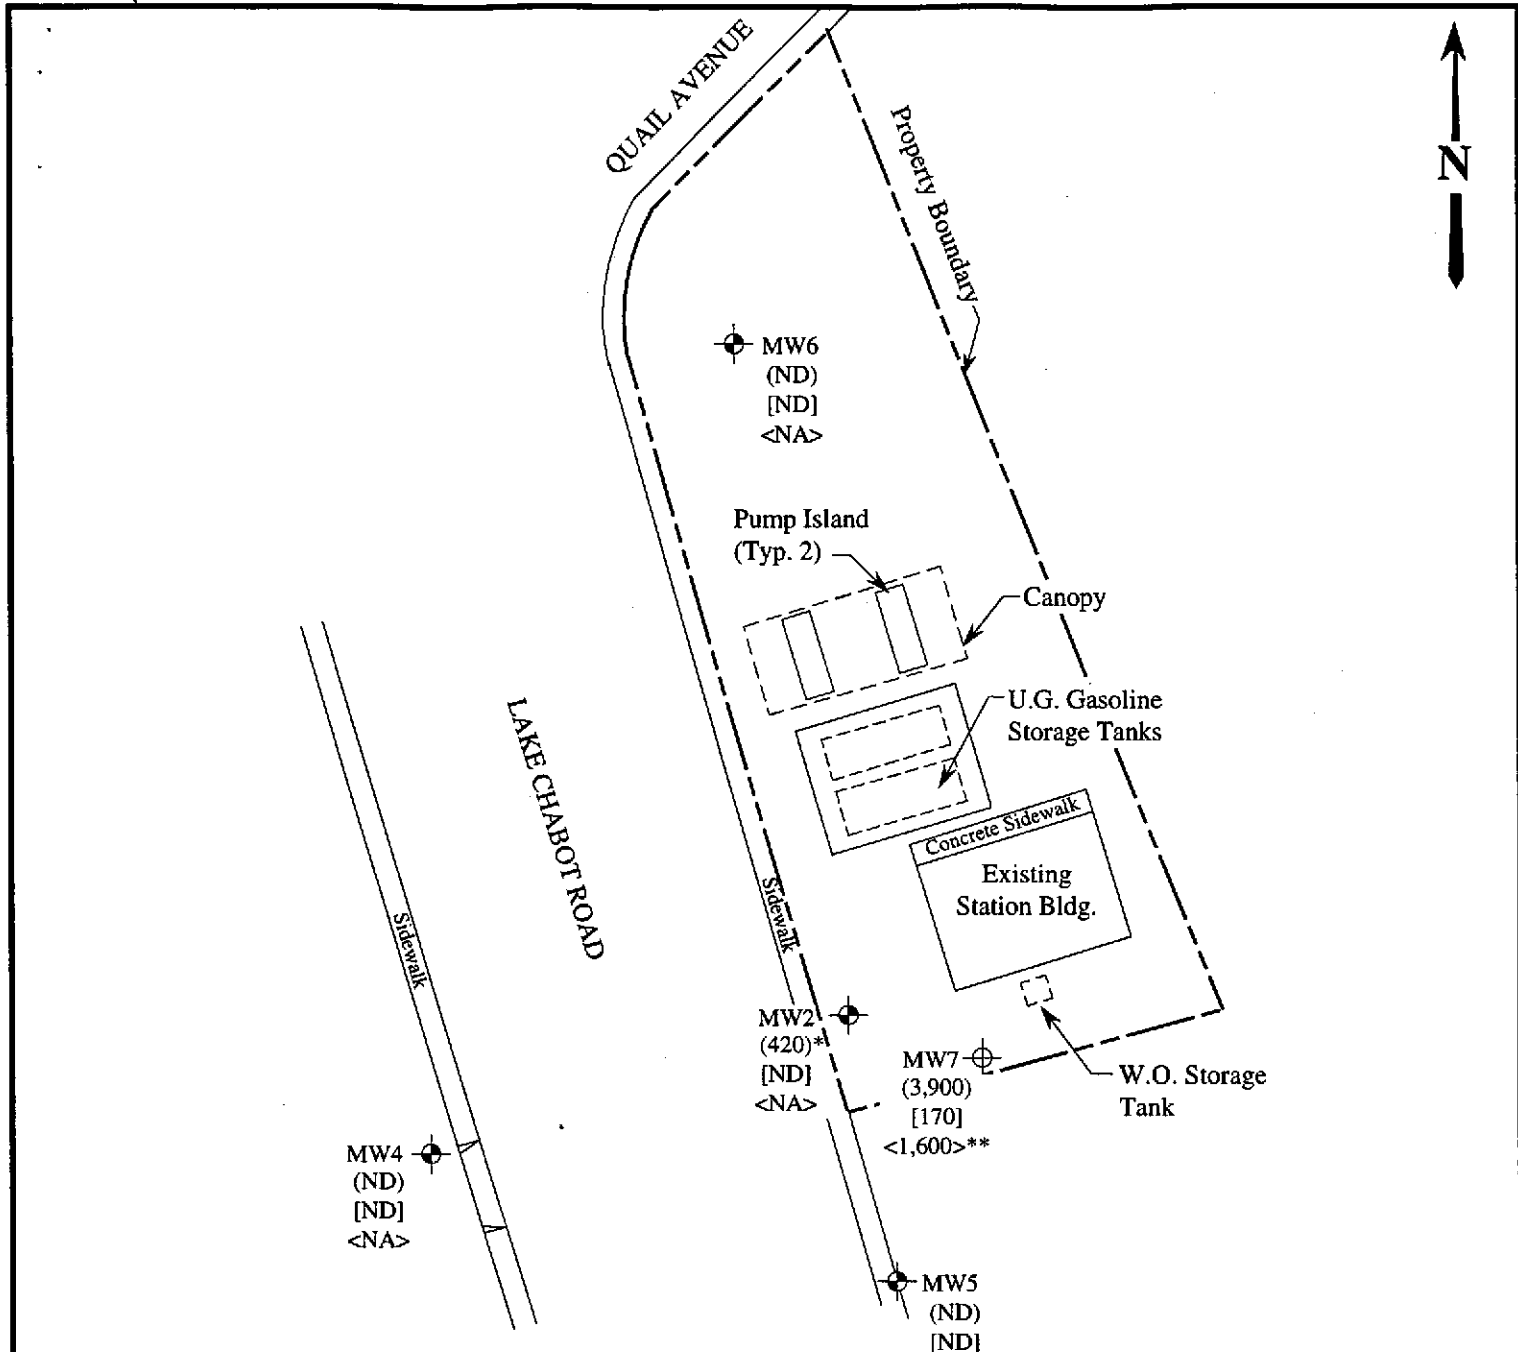 QUAIL AVENUE
Property Boundary
N
MW6
(ND)
[ND]
<NA>
Pump Island
(Typ. 2)
Canopy
U.G. Gasoline
Storage Tanks
LAKE CHABOT ROAD
Concrete Sidewalk
Existing
Station Bldg.
Sidewalk
Sidewalk
MW2
(420)*
[ND]
<NA>
MW7
(3,900)
[170]
<1,600>**
W.O. Storage
Tank
MW4
(ND)
[ND]
<NA>
MW5
(ND)
[ND]